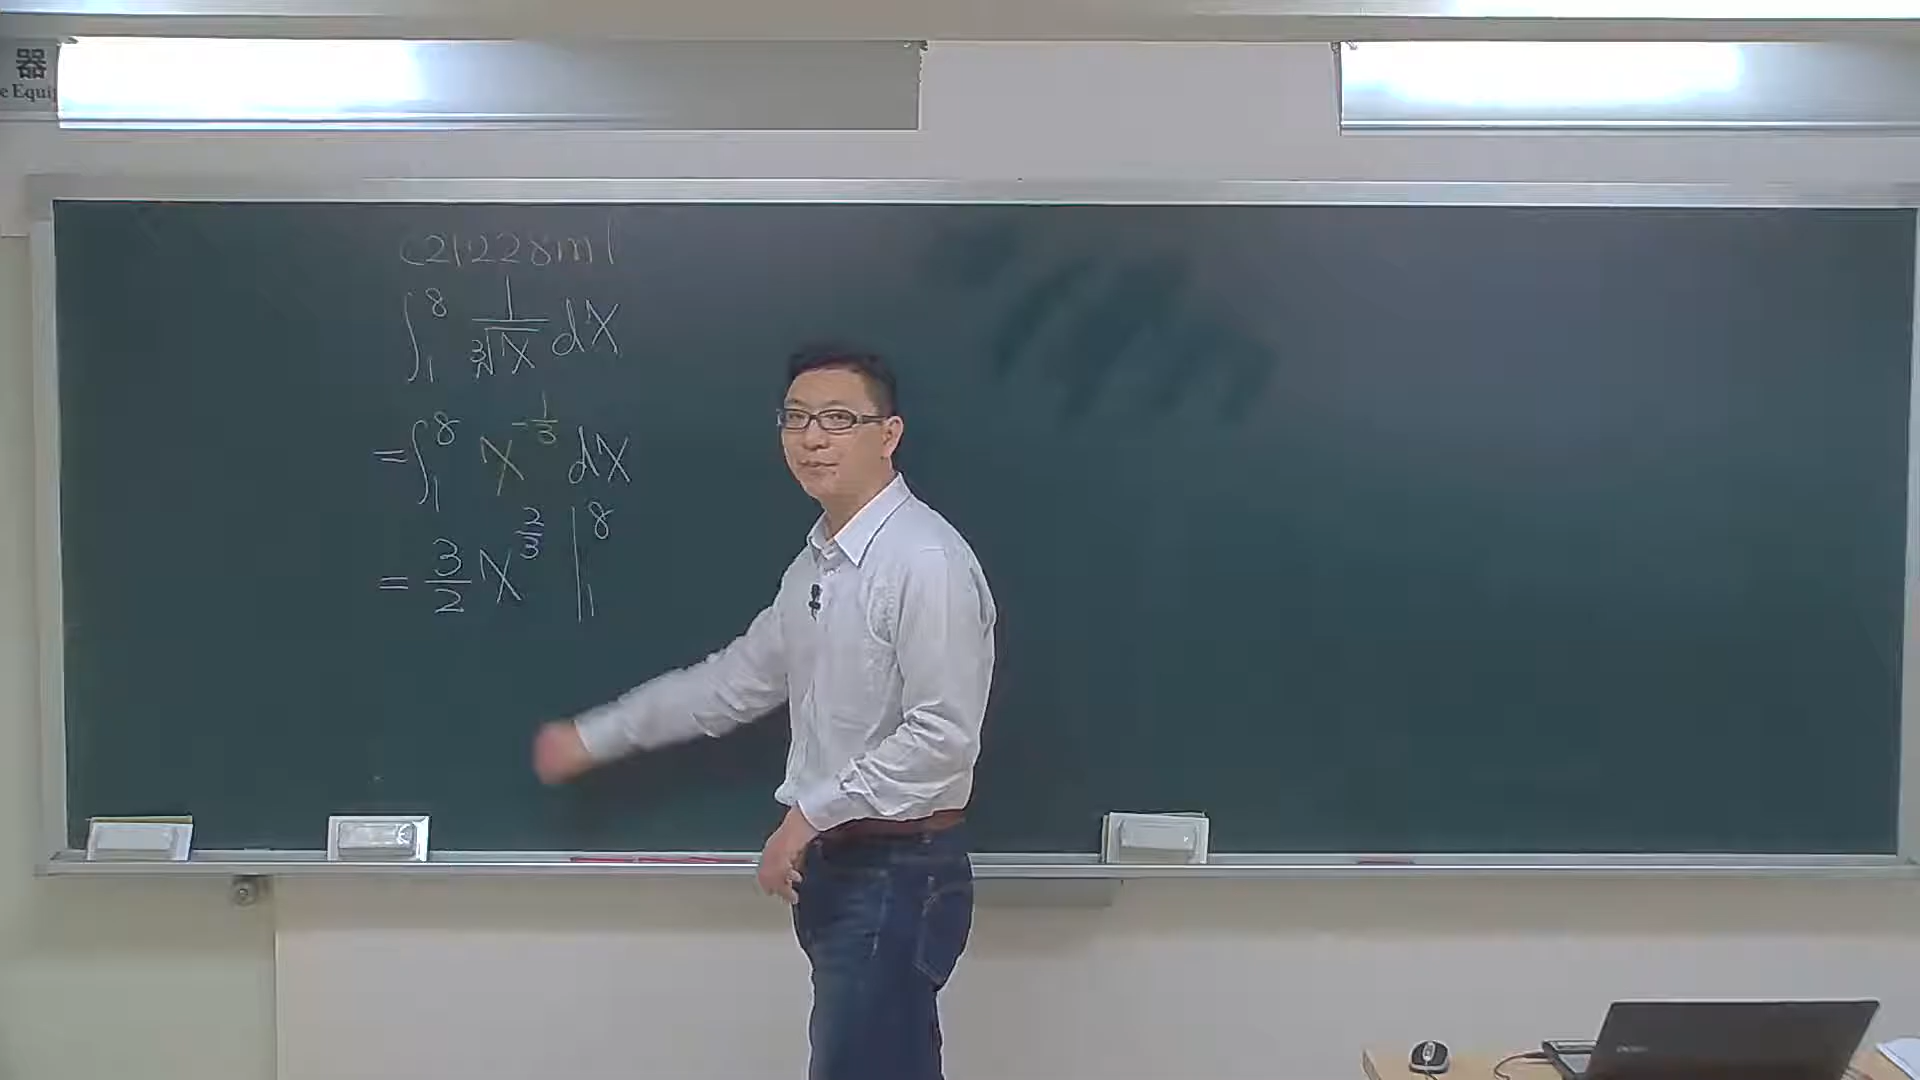 器
e Equi
C21228m1
∫₁⁸ 1/∛X dX
= ∫₁⁸ X^(-1/3) dX
= 3/2 X^(2/3) |₁⁸